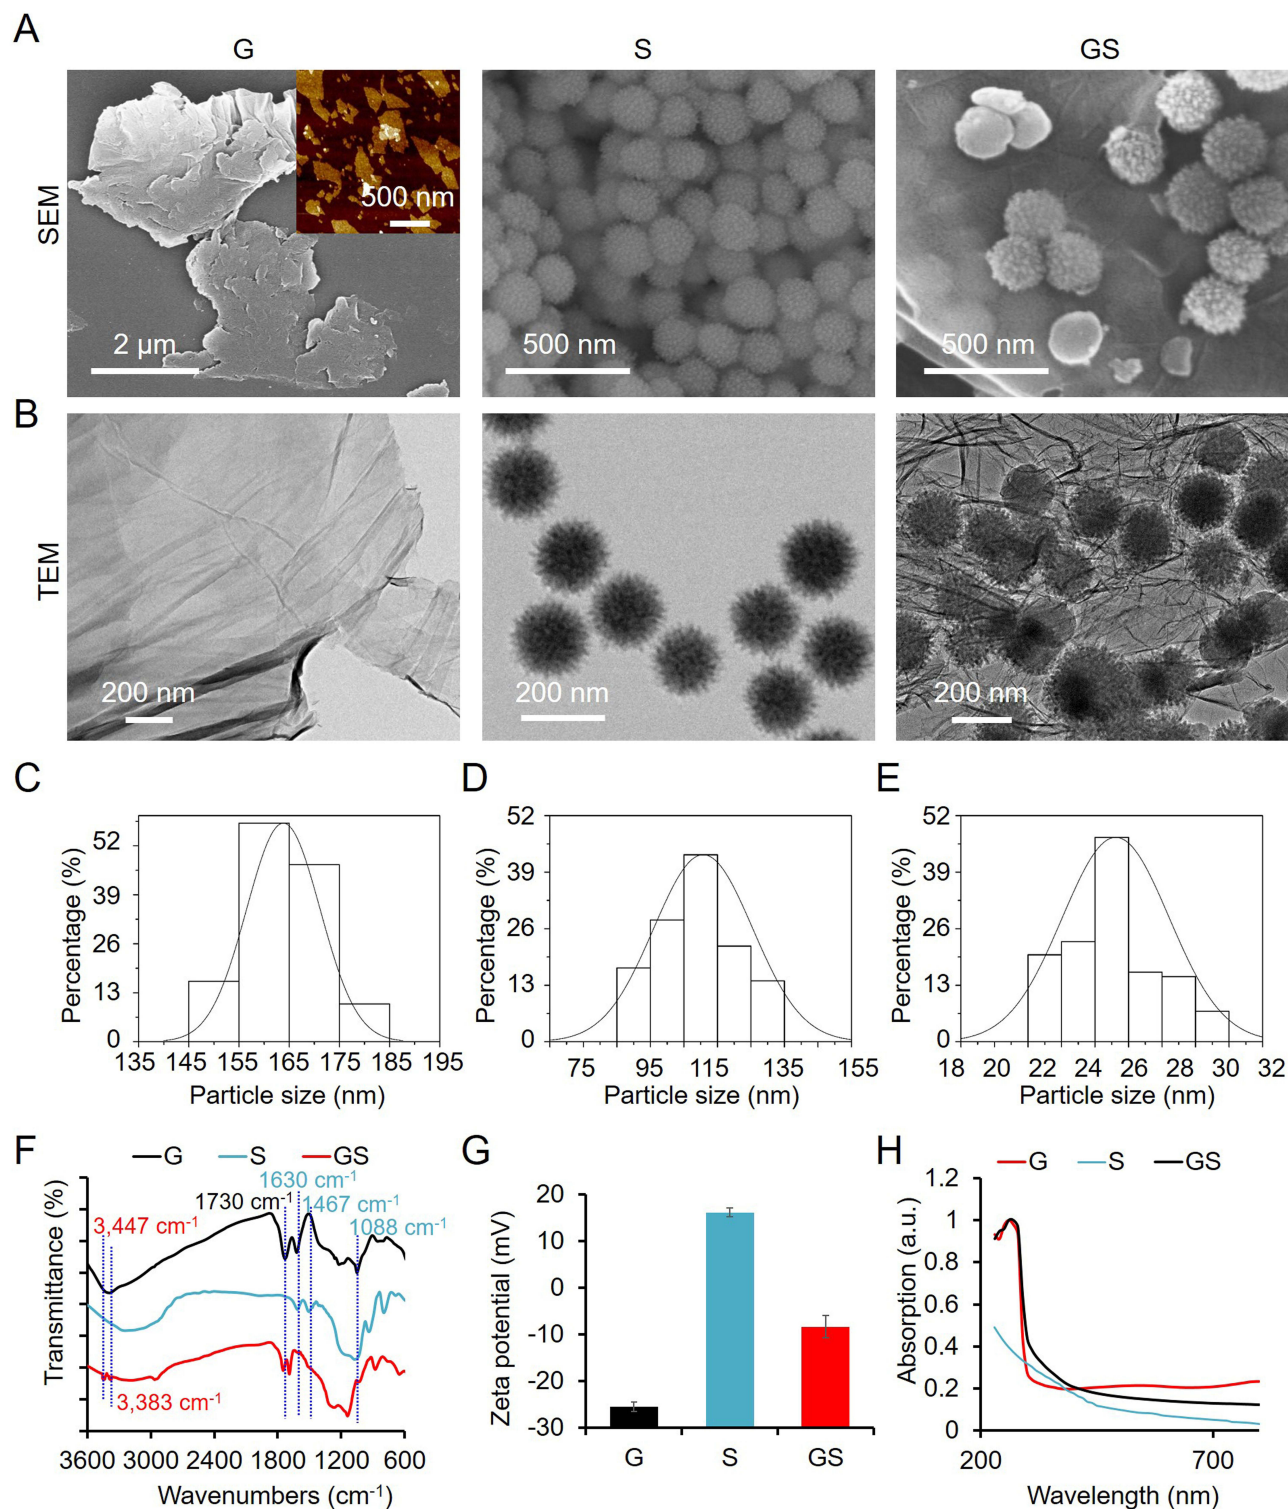 A
G
S
GS
SEM
500 nm
2 μm
500 nm
500 nm
B
TEM
200 nm
200 nm
200 nm
C
D
E
Percentage (%)
52
39
26
13
0
135 145 155 165 175 195
Particle size (nm)
Percentage (%)
52
39
26
13
0
75 95 115 135 155
Particle size (nm)
Percentage (%)
52
39
26
13
0
18 20 22 24 26 28 30 32
Particle size (nm)
F
G S GS
1630 cm⁻¹
1730 cm⁻¹
1467 cm⁻¹
3,447 cm⁻¹
1088 cm⁻¹
3,383 cm⁻¹
Transmittance (%)
3600 3000 2400 1800 1200 600
Wavenumbers (cm⁻¹)
G
Zeta potential (mV)
20
10
0
-10
-20
-30
G S GS
H
G S GS
Absorption (a.u.)
1.2
1
0.8
0.6
0.4
0.2
0
200 700
Wavelength (nm)